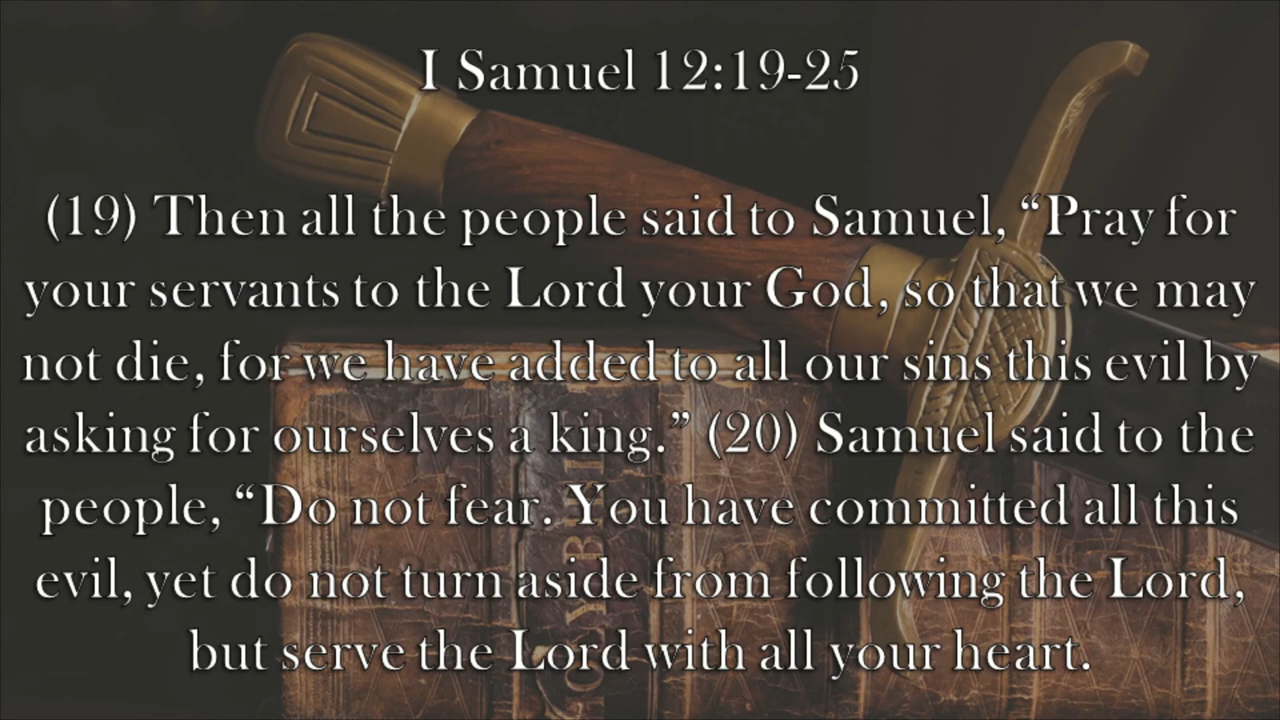 I Samuel 12:19-25
(19) Then all the people said to Samuel, “Pray for
your servants to the Lord your God, so that we may
not die, for we have added to all our sins this evil by
asking for ourselves a king.” (20) Samuel said to the
people, “Do not fear. You have committed all this
evil, yet do not turn aside from following the Lord,
but serve the Lord with all your heart.